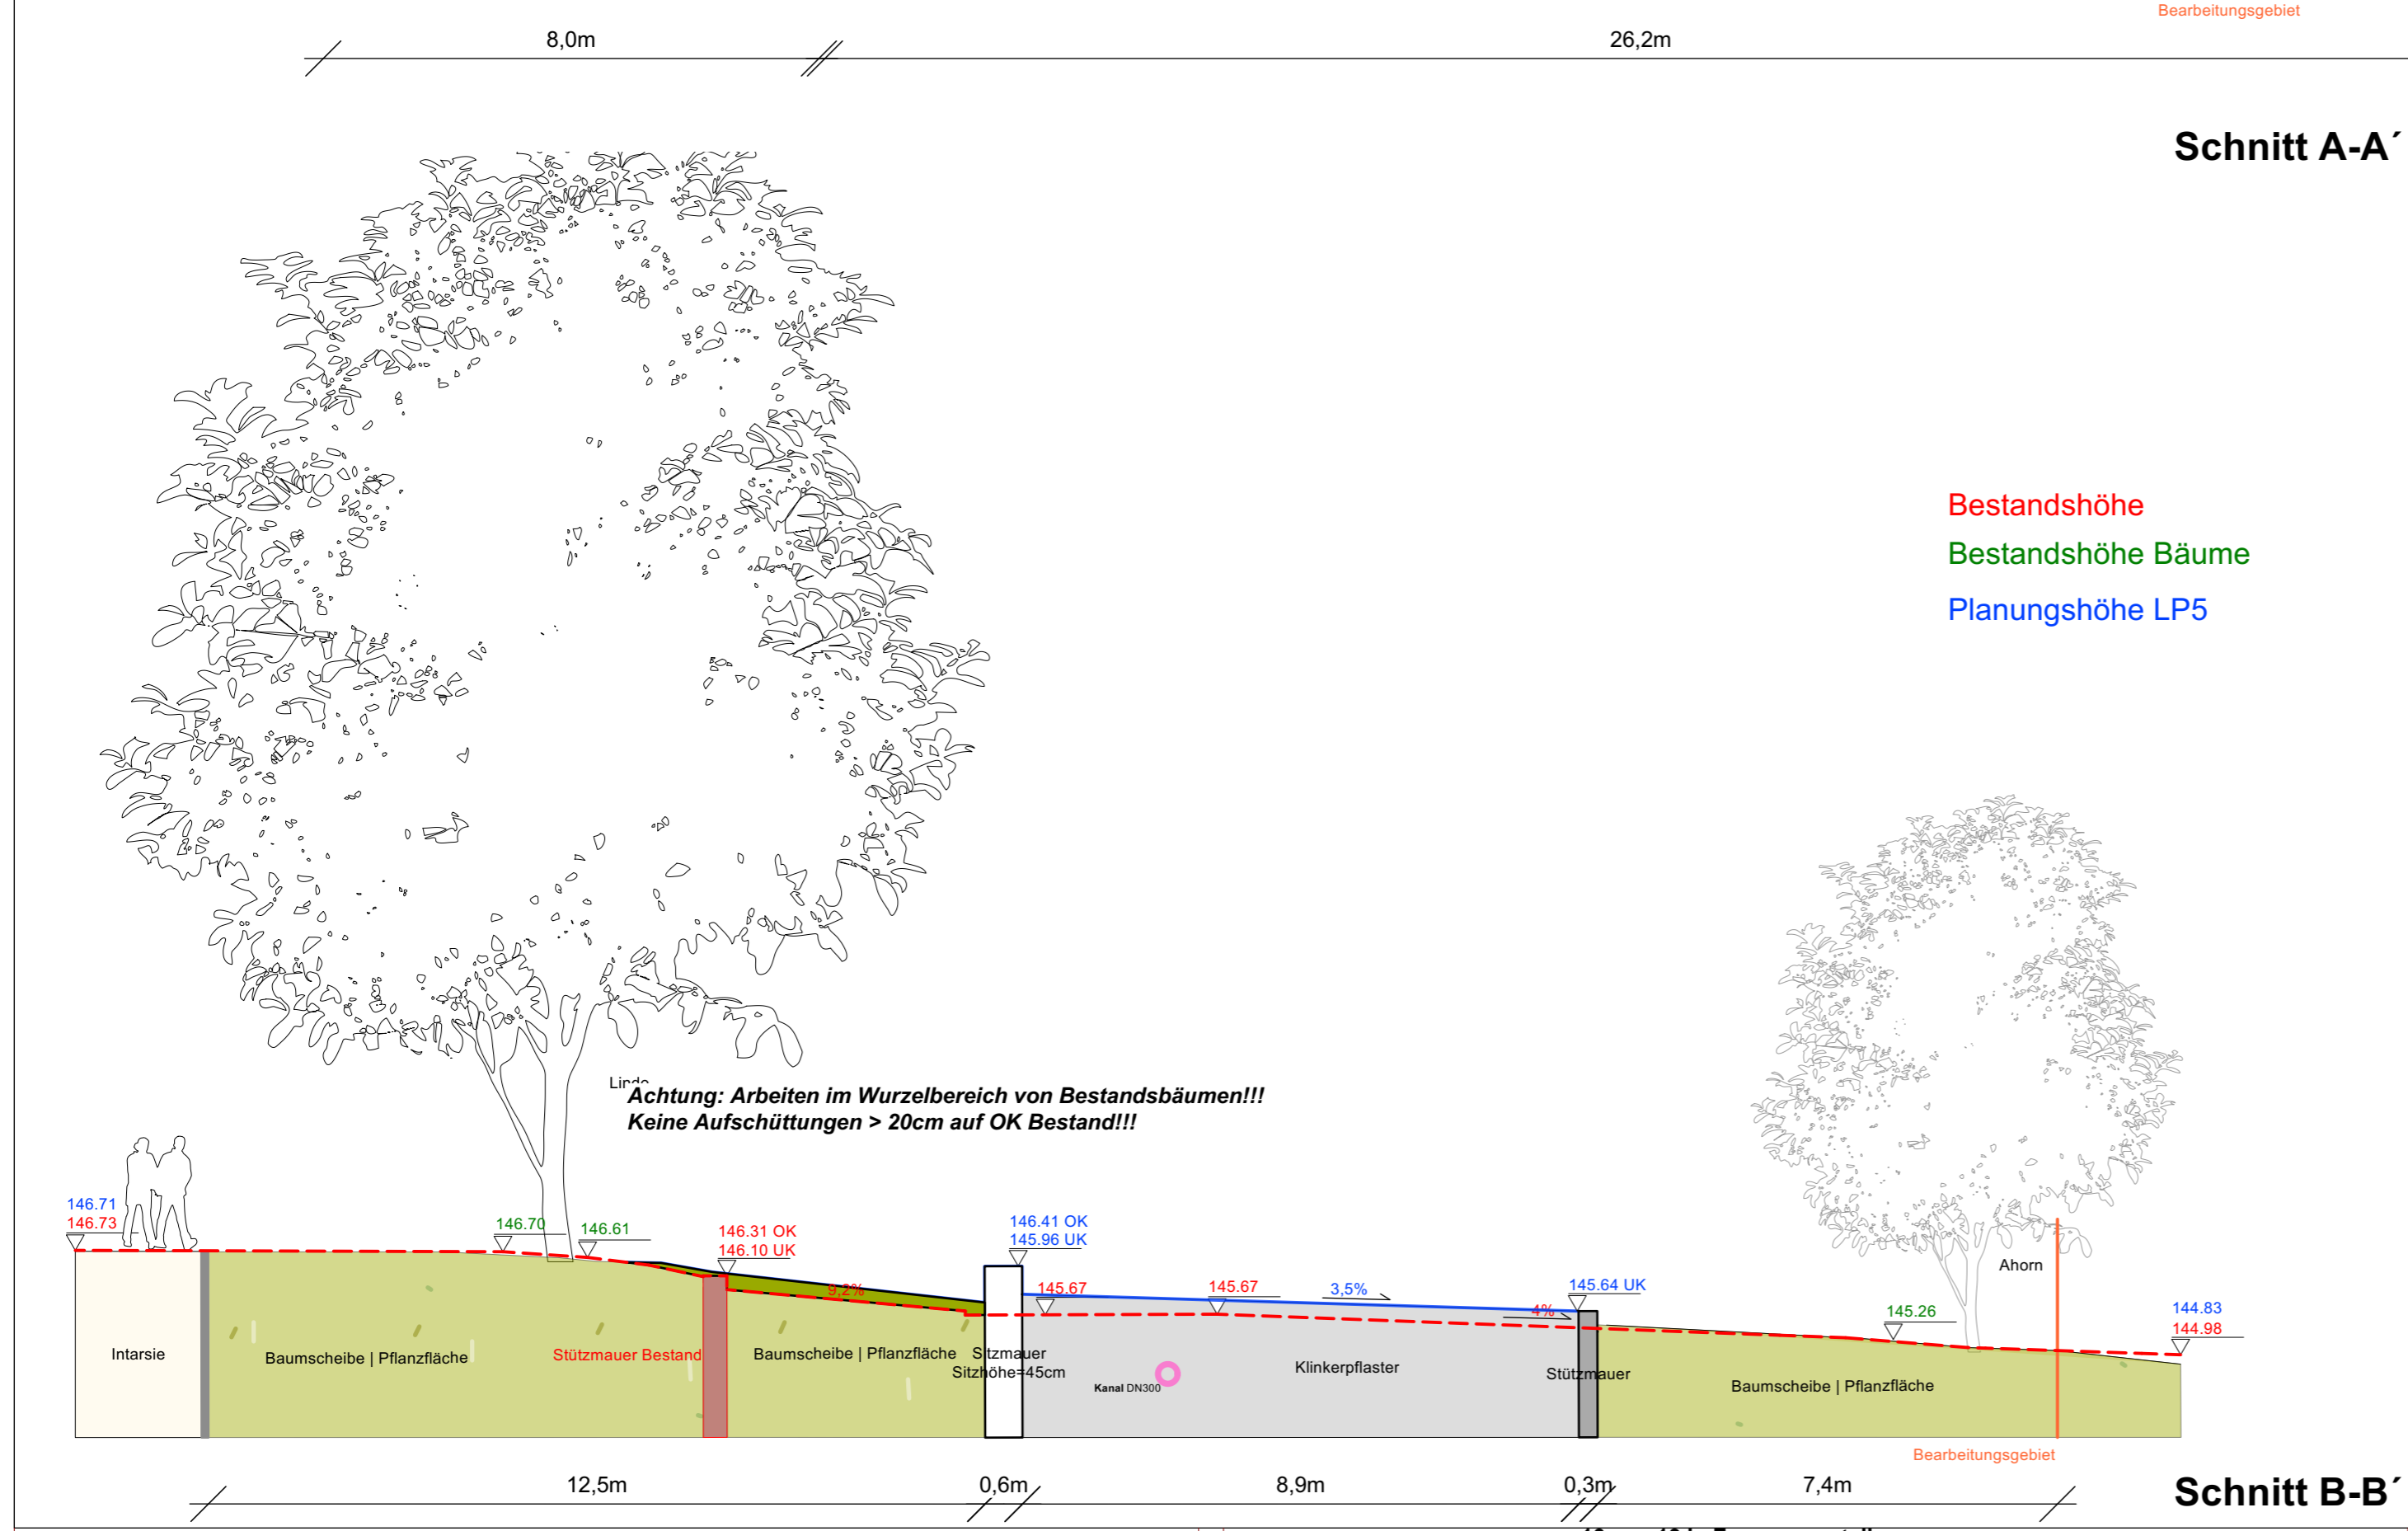 Bearbeitungsgebiet
8,0m
26,2m
Schnitt A-A´
Bestandshöhe
Bestandshöhe Bäume
Planungshöhe LP5
Achtung: Arbeiten im Wurzelbereich von Bestandsbäumen!!!
Keine Aufschüttungen > 20cm auf OK Bestand!!!
146.71
146.73
146.70
146.61
146.31 OK
146.10 UK
146.41 OK
145.96 UK
9,2%
145.67
145.67
3,5%
4%
145.64 UK
Ahorn
145.26
144.83
144.98
Intarsie
Baumscheibe | Pflanzfläche
Stützmauer Bestand
Baumscheibe | Pflanzfläche
Sitzmauer
Sitzhöhe=45cm
Kanal DN300
Klinkerpflaster
Stützmauer
Baumscheibe | Pflanzfläche
Bearbeitungsgebiet
12,5m
0,6m
8,9m
0,3m
7,4m
Schnitt B-B´